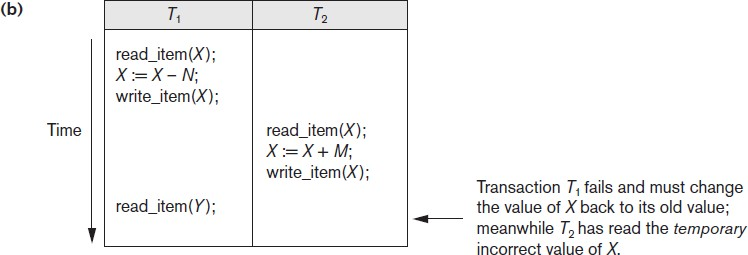 (b)
T1 T2
read_item(X);
X := X – N;
write_item(X);
Time
read_item(X);
X := X + M;
write_item(X);
read_item(Y);
Transaction T1 fails and must change
the value of X back to its old value;
meanwhile T2 has read the temporary
incorrect value of X.